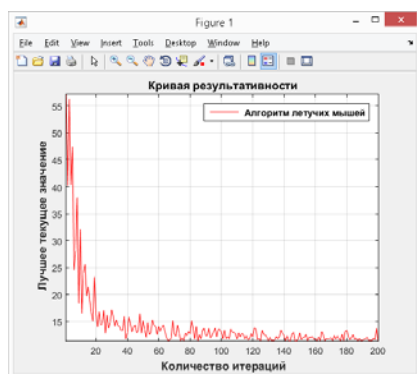 Figure 1
File Edit View Insert Tools Desktop Window Help
Кривая результативности
Алгоритм летучих мышей
Лучшее текущее значение
55
50
45
40
35
30
25
20
15
20 40 60 80 100 120 140 160 180 200
Количество итераций